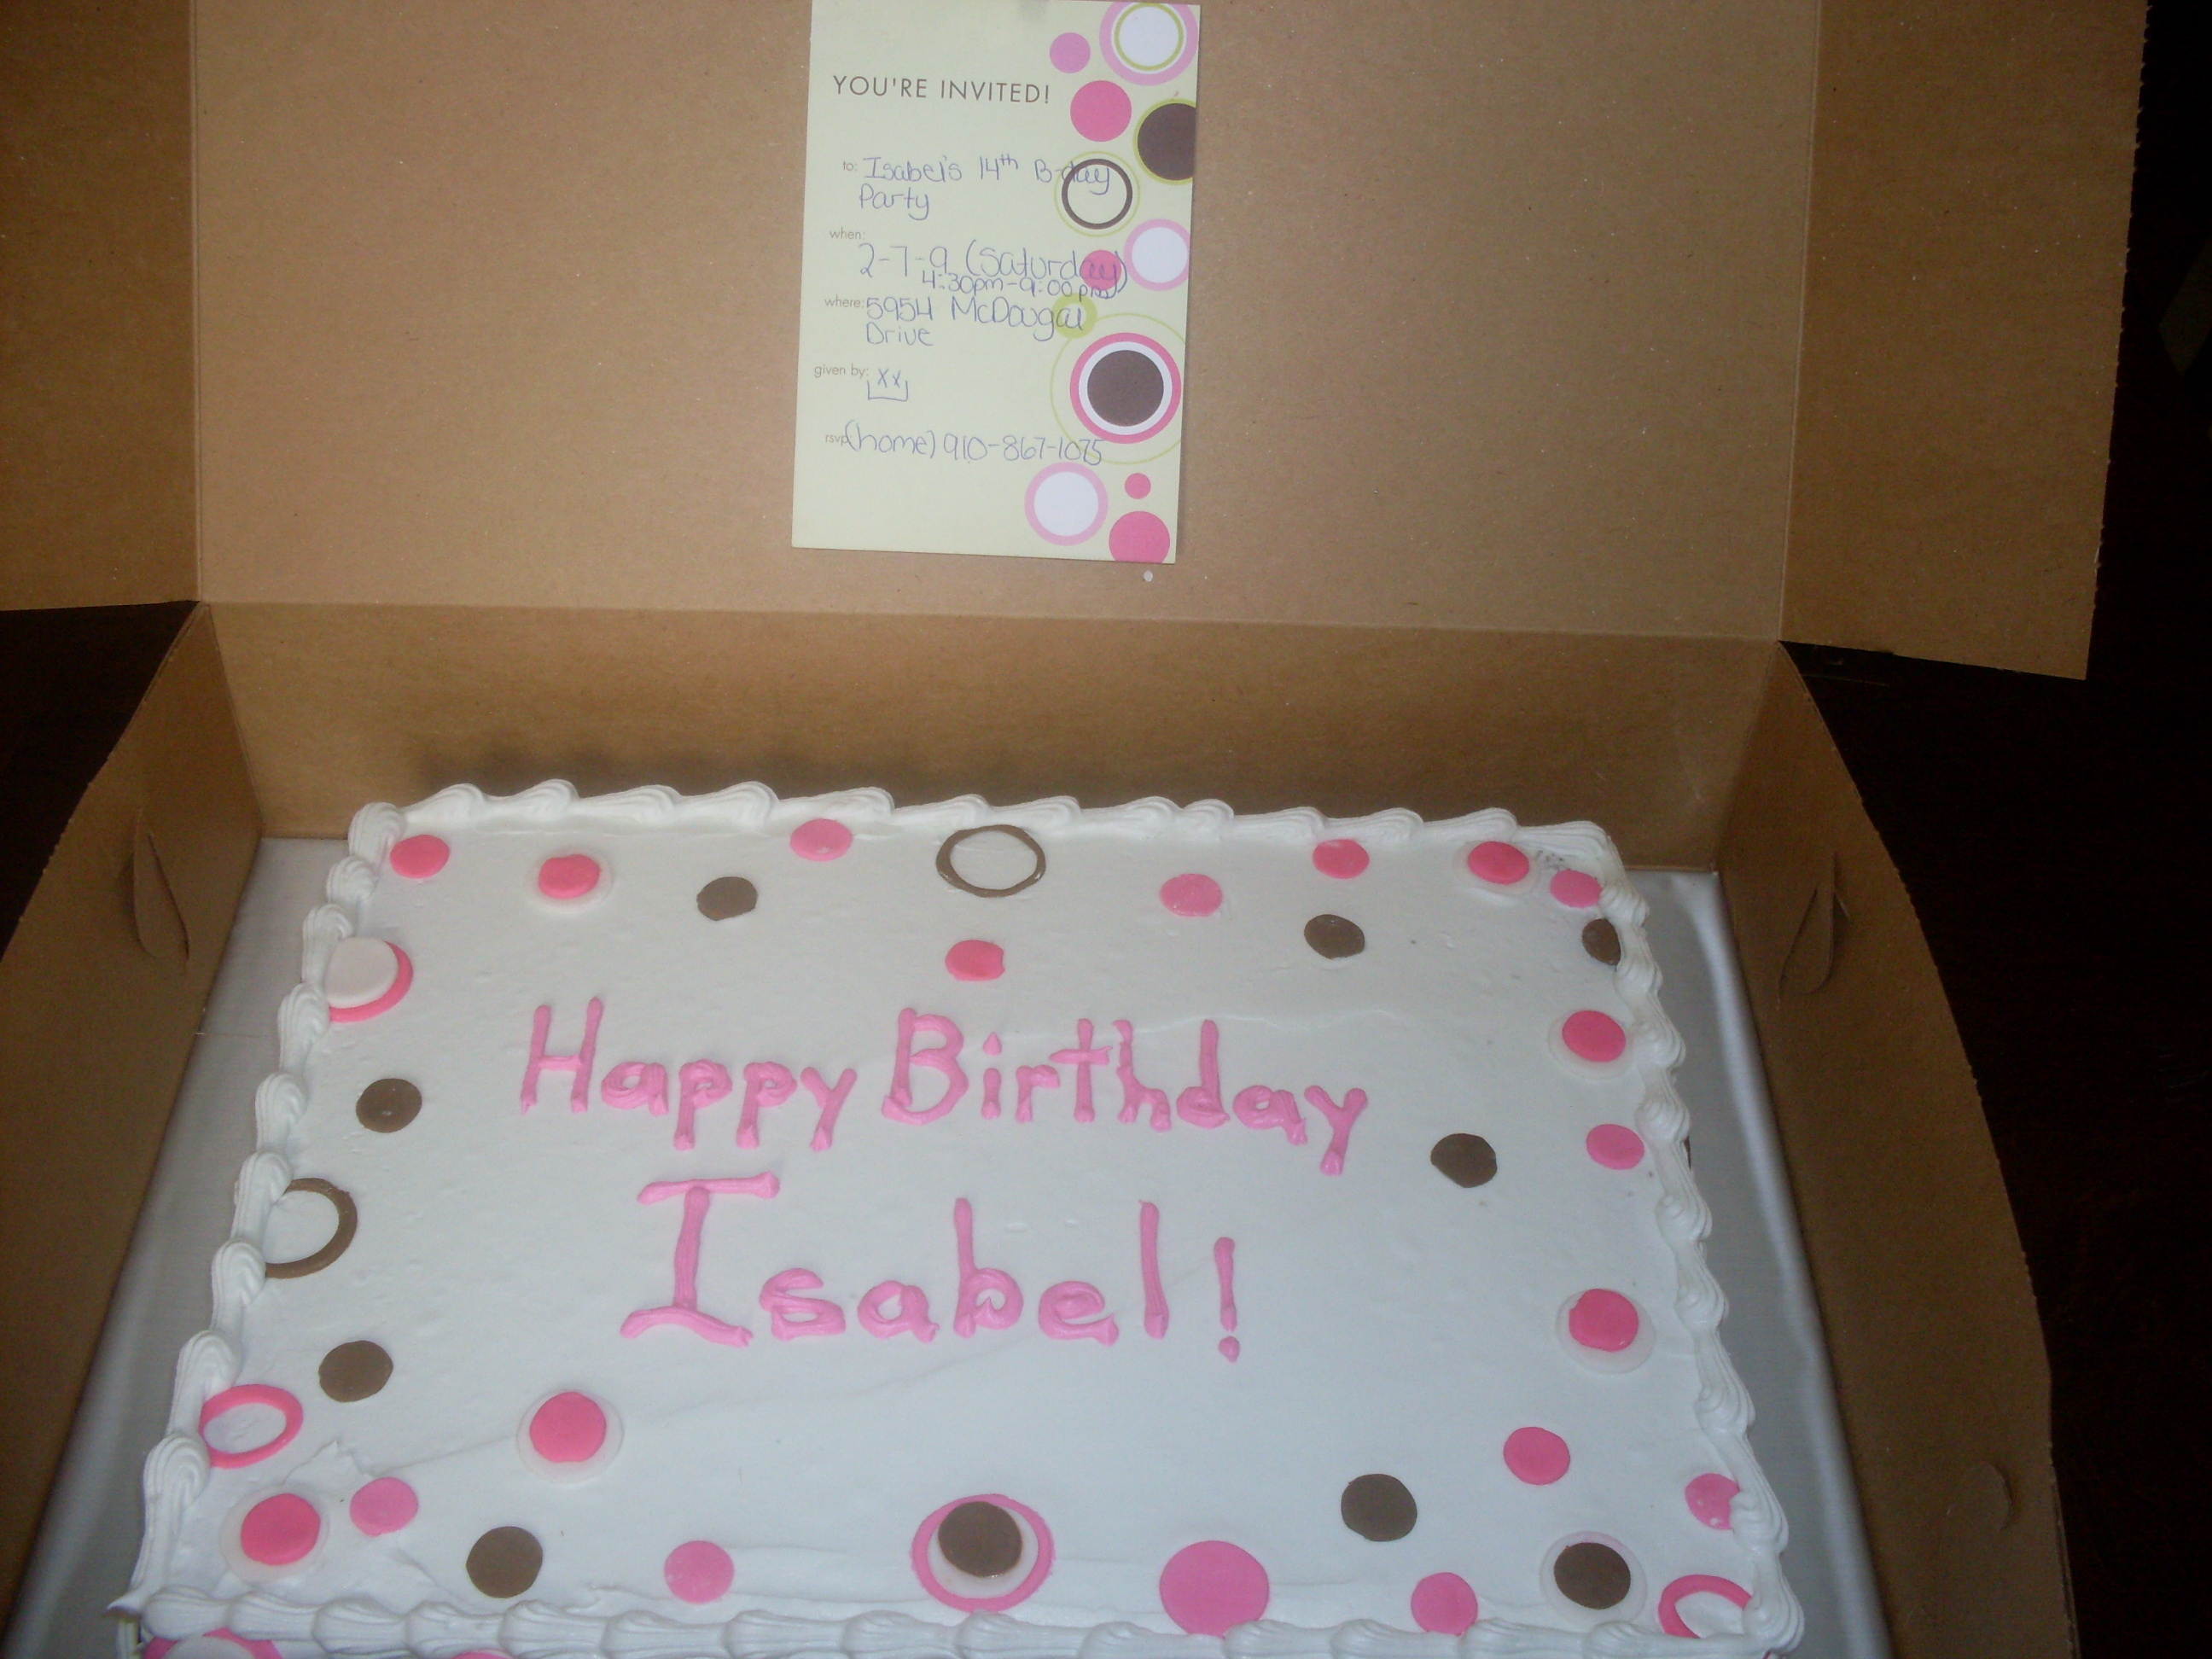 YOU'RE INVITED!
to: Isabel's 14th B-day
Party
when:
2-7-9 (Saturday)
4:30pm-9:00pm
where: 5954 McDougal
Drive
given by: xx
rsvp: (home) 910-867-1075
Happy Birthday
Isabel!